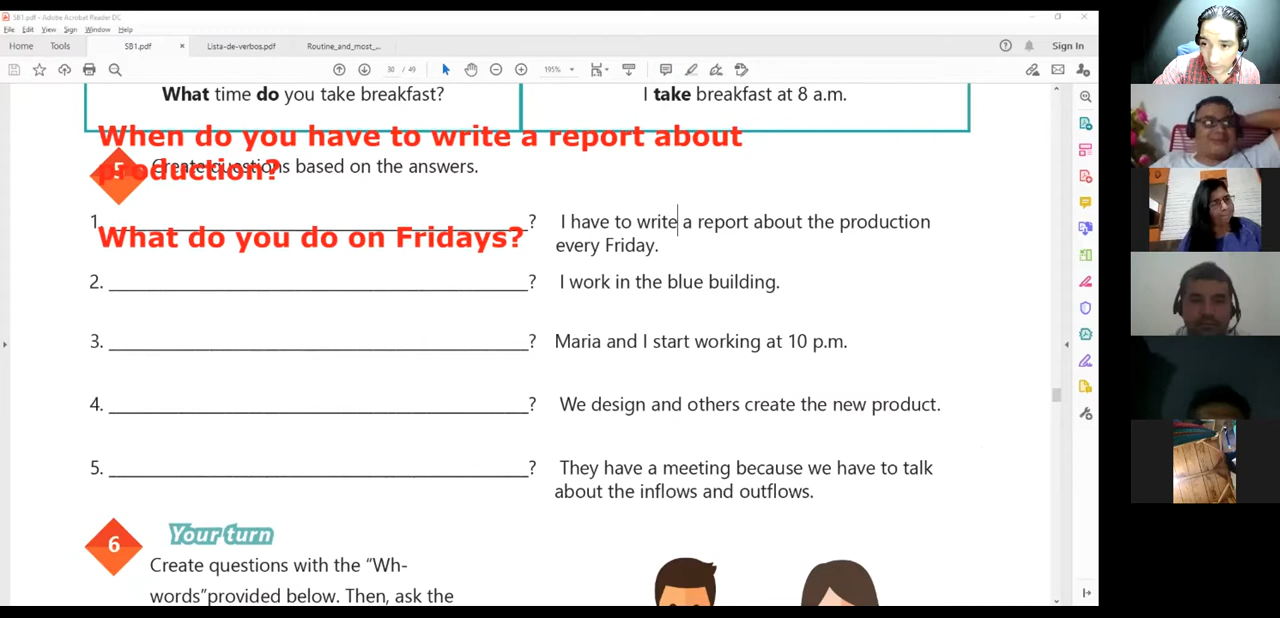 SB1.pdf - Adobe Acrobat Reader DC
File Edit View Sign Window Help
Home Tools SB1.pdf × Lista-de-verbos.pdf Routine_and_most_... Sign In
30 / 49 195%
What time do you take breakfast? I take breakfast at 8 a.m.
When do you have to write a report about
production?
5 Create questions based on the answers.
1. ? I have to write a report about the production
every Friday.
What do you do on Fridays?
2. ? I work in the blue building.
3. ? Maria and I start working at 10 p.m.
4. ? We design and others create the new product.
5. ? They have a meeting because we have to talk
about the inflows and outflows.
6 Your turn
Create questions with the “Wh-
words”provided below. Then, ask the